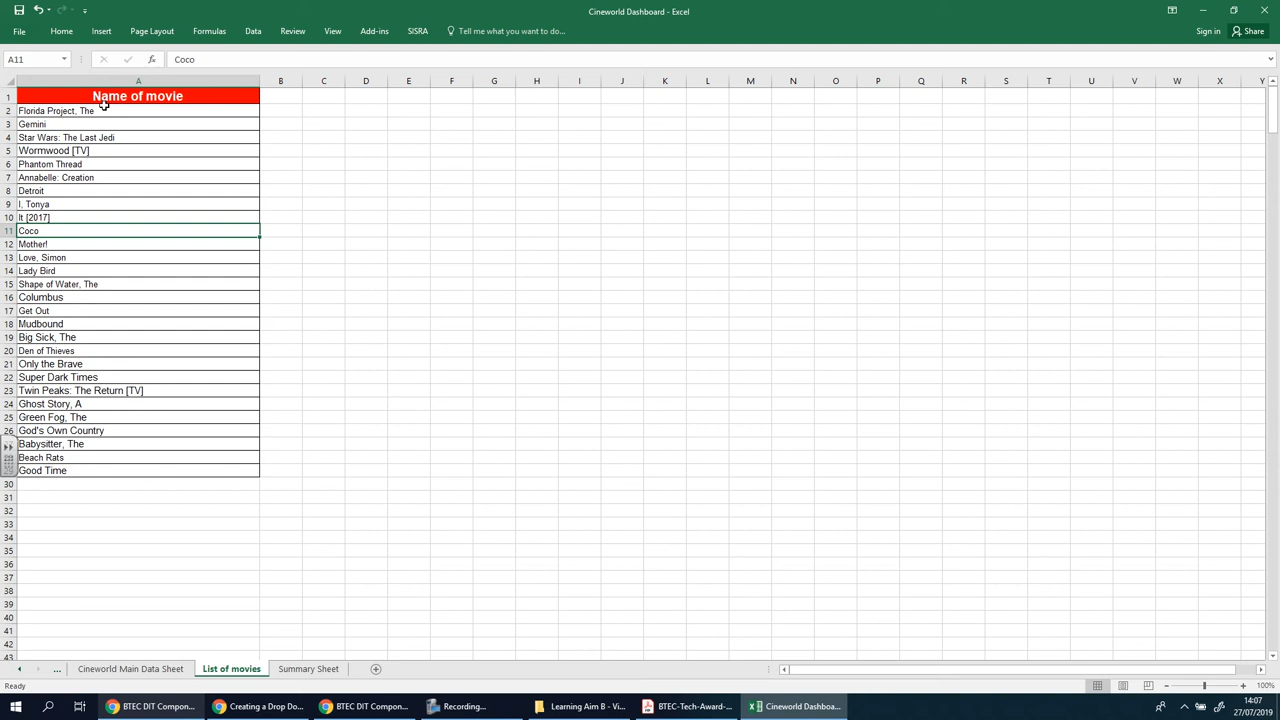 Cineworld Dashboard - Excel
File Home Insert Page Layout Formulas Data Review View Add-ins SISRA Tell me what you want to do... Sign in Share
A11 fx Coco
A B C D E F G H I J K L M N O P Q R S T U V W X Y
1 Name of movie
2 Florida Project, The
3 Gemini
4 Star Wars: The Last Jedi
5 Wormwood [TV]
6 Phantom Thread
7 Annabelle: Creation
8 Detroit
9 I, Tonya
10 It [2017]
11 Coco
12 Mother!
13 Love, Simon
14 Lady Bird
15 Shape of Water, The
16 Columbus
17 Get Out
18 Mudbound
19 Big Sick, The
20 Den of Thieves
21 Only the Brave
22 Super Dark Times
23 Twin Peaks: The Return [TV]
24 Ghost Story, A
25 Green Fog, The
26 God's Own Country
Babysitter, The
Beach Rats
Good Time
30
31
32
33
34
35
36
37
38
39
40
41
42
43
... Cineworld Main Data Sheet List of movies Summary Sheet
Ready 100%
BTEC DIT Compon... Creating a Drop Do... BTEC DIT Compon... Recording... Learning Aim B - Vi... BTEC-Tech-Award-... Cineworld Dashboa... 14:07
27/07/2019